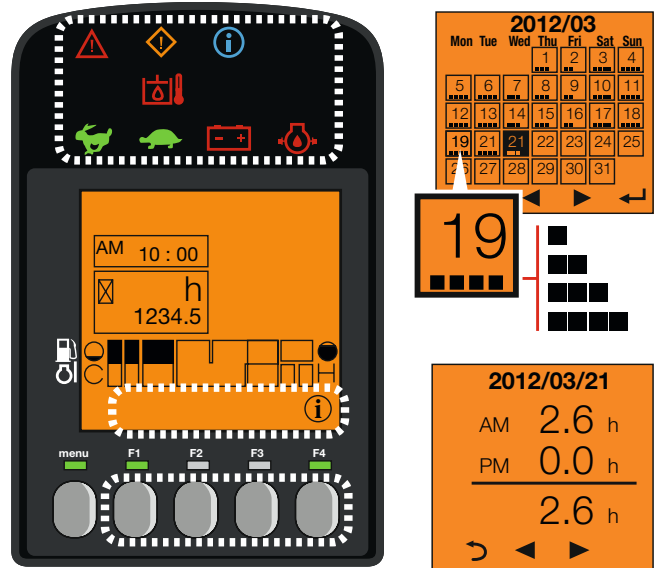 AM 10 : 00
h
1234.5
C H
i
menu F1 F2 F3 F4
2012/03
Mon Tue Wed Thu Fri Sat Sun
1 2 3 4
5 6 7 8 9 10 11
12 13 14 15 16 17 18
19 21 21 22 23 24 25
26 27 28 29 30 31
19
2012/03/21
AM 2.6 h
PM 0.0 h
2.6 h